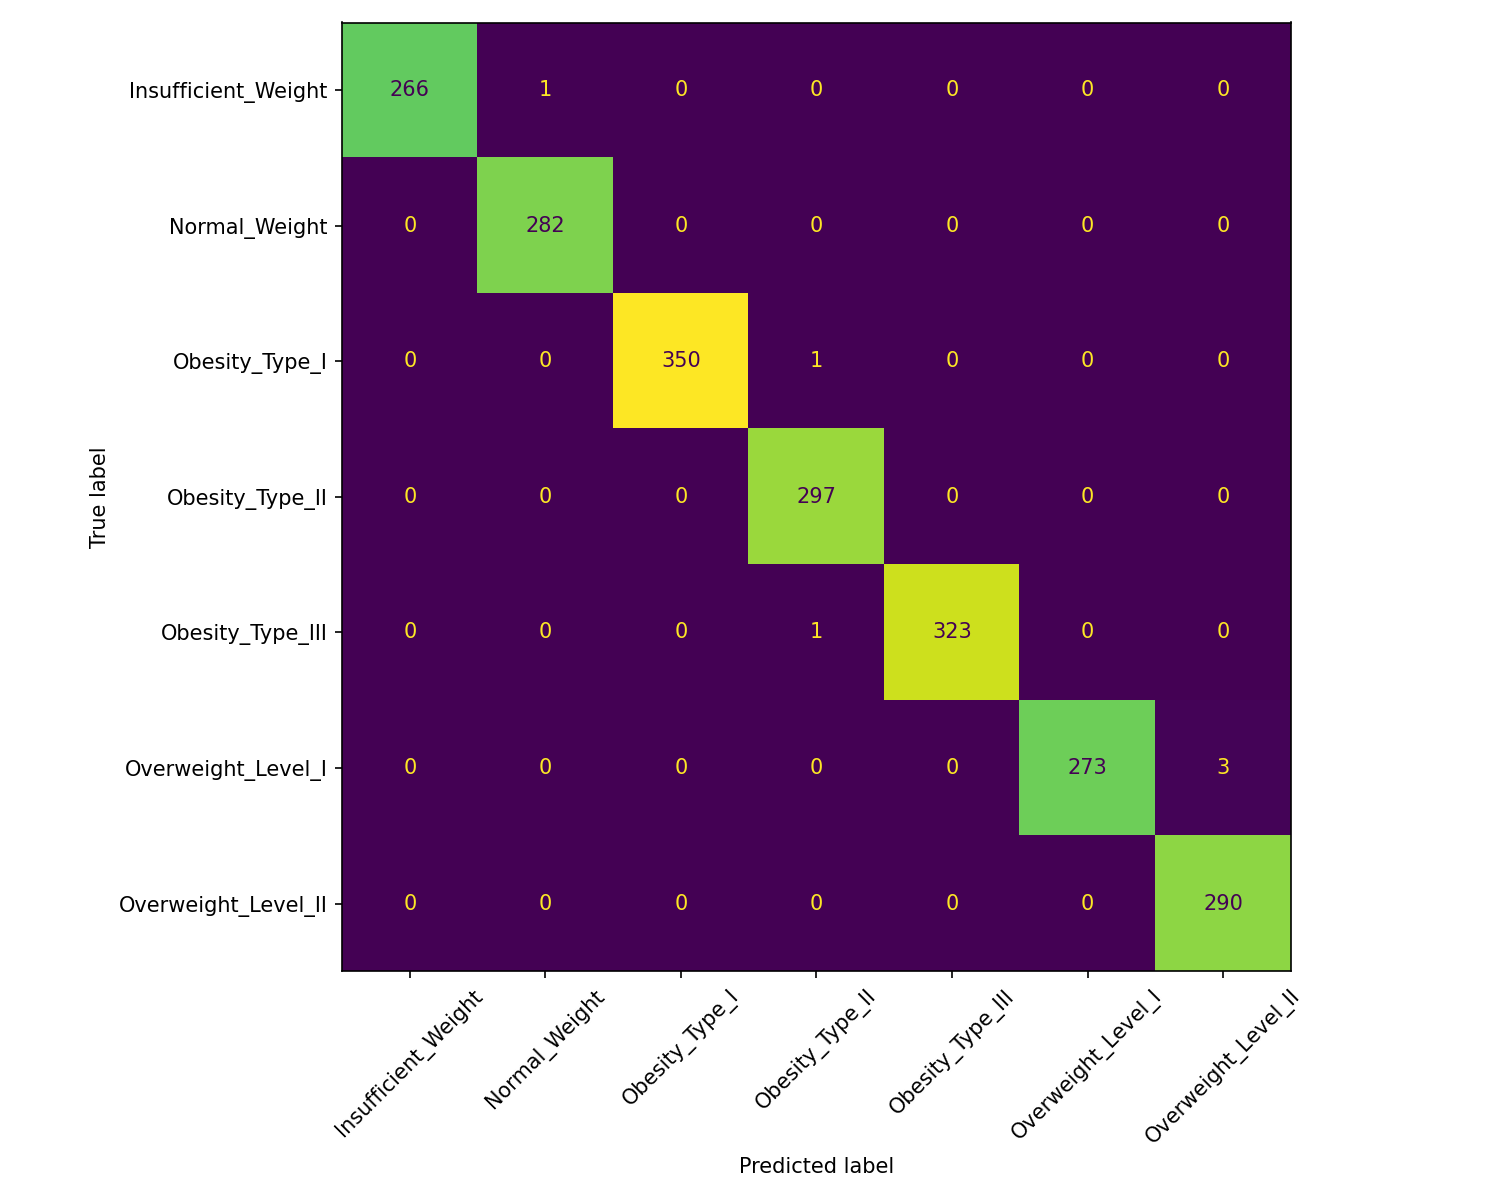 Insufficient_Weight 266 1 0 0 0 0 0
Normal_Weight 0 282 0 0 0 0 0
Obesity_Type_I 0 0 350 1 0 0 0
Obesity_Type_II 0 0 0 297 0 0 0
Obesity_Type_III 0 0 0 1 323 0 0
Overweight_Level_I 0 0 0 0 0 273 3
Overweight_Level_II 0 0 0 0 0 0 290
True label
Insufficient_Weight
Normal_Weight
Obesity_Type_I
Obesity_Type_II
Obesity_Type_III
Overweight_Level_I
Overweight_Level_II
Predicted label